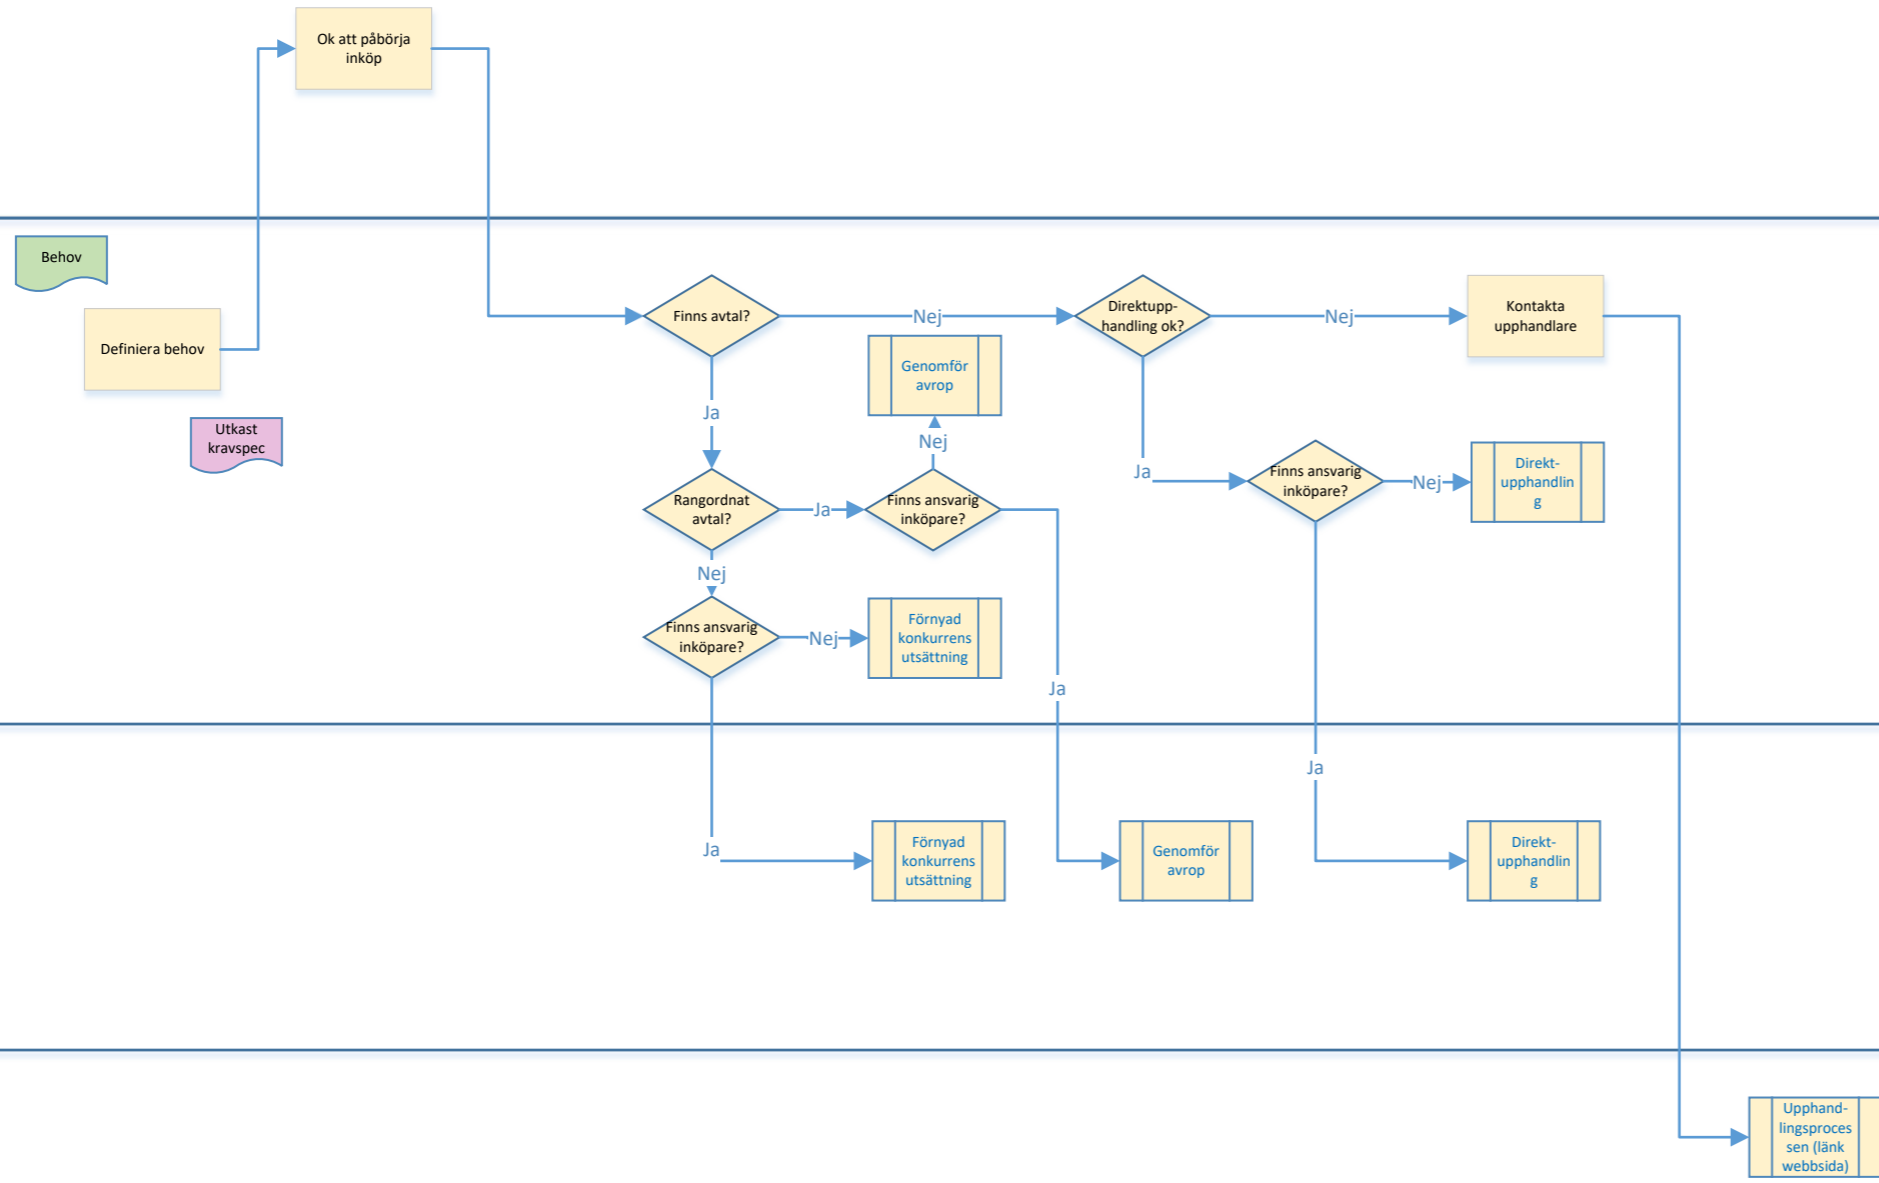 Ok att påbörja
inköp
Behov
Definiera behov
Utkast
kravspec
Finns avtal?
Nej
Direktupp-
handling ok?
Nej
Kontakta
upphandlare
Genomför
avrop
Ja
Nej
Rangordnat
avtal?
Ja
Finns ansvarig
inköpare?
Ja
Finns ansvarig
inköpare?
Nej
Direkt-
upphandlin
g
Nej
Finns ansvarig
inköpare?
Nej
Förnyad
konkurrens
utsättning
Ja
Ja
Ja
Förnyad
konkurrens
utsättning
Genomför
avrop
Direkt-
upphandlin
g
Upphand-
lingsproces
sen (länk
webbsida)